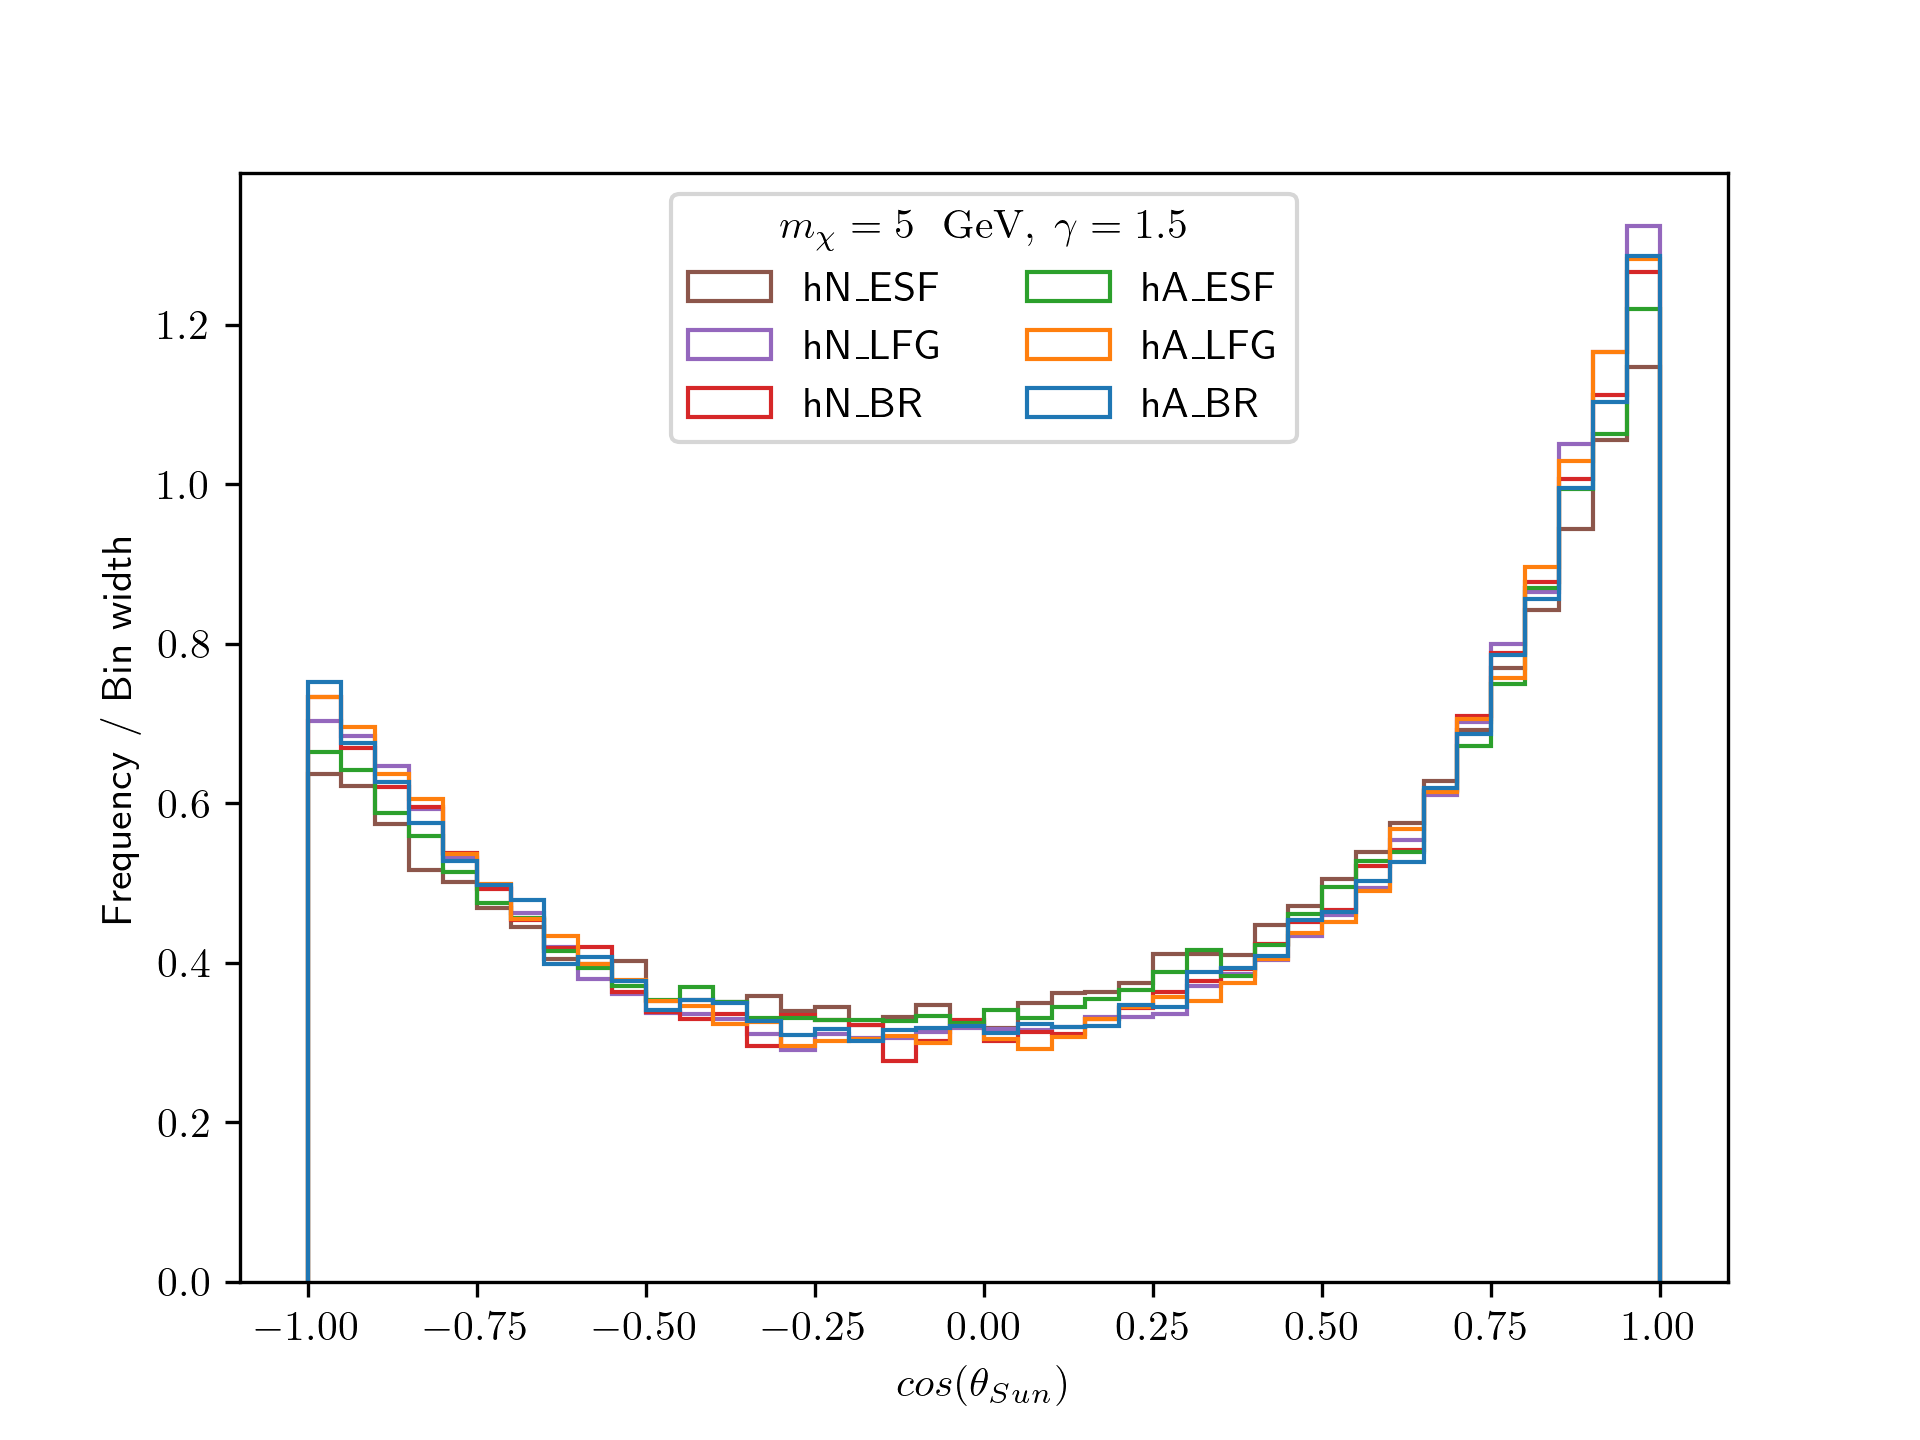 m_χ = 5 GeV, γ = 1.5
hN_ESF
hN_LFG
hN_BR
hA_ESF
hA_LFG
hA_BR
Frequency / Bin width
1.2
1.0
0.8
0.6
0.4
0.2
0.0
−1.00 −0.75 −0.50 −0.25 0.00 0.25 0.50 0.75 1.00
cos(θ_Sun)